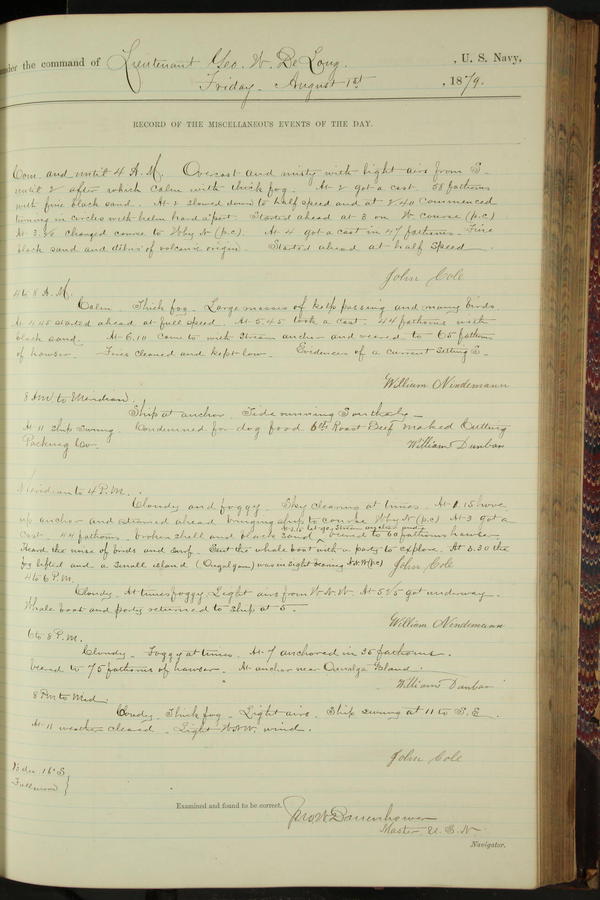 under the command of Lieutenant Geo. W. De Long. , U. S. Navy,
Friday. August 1st , 1879.
RECORD OF THE MISCELLANEOUS EVENTS OF THE DAY.
Com. and until 4 A.M. Overcast and misty with light airs from S.
until 2 after which calm with thick fog. At 2 got a cast. 58 fathoms
with fine black sand. At 2 slowed down to half speed and at 2.40 commenced
turning in circles with helm hard a port. Started ahead at 3 on W. course (p.c.)
At 3.35 changed course to W by N (p.c.). At 4 got a cast in 47 fathoms. Fine
black sand and debris of volcanic origin. Started ahead at half speed.
John Cole
4 to 8 A.M.
Calm. Thick fog. Large masses of kelp passing and many birds.
At 4.45 started ahead at full speed. At 5.45 took a cast. 44 fathoms with
black sand. At 6.10 came to with stream anchor and veered to 65 fathoms
of hawser. Fires cleaned and kept low. Evidences of a current setting S.
William Nindemann
8 AM to Meridian.
Ship at anchor. Tide running Southerly.
At 11 ship swung. Condemned for dog food 6 lbs Roast Beef marked Cutting
Packing Co.
William Dunbar
Meridian to 4 P.M.
Cloudy and foggy. Sky clearing at times. At 1.15 hove
up anchor and steamed ahead bringing ship to course W by N (p.c.) At 3 got a
cast. 44 fathoms. broken shell and black sand. At 3.15 let go stream anchor and veered to 60 fathoms hawser
Heard the noise of birds and surf. Sent the whale boat with a party to explore. At 3.30 the
fog lifted and a small island ( ) was in sight bearing (p.c.)
John Cole
4 to 6 P.M.
Cloudy. At times foggy. Light airs from W.N.W. At 5.35 got underway.
Whale boat and party returned to ship at 5.
William Nindemann
6 to 8 P.M.
Cloudy. Foggy at times. At 7 anchored in 35 fathoms.
Veered to 75 fathoms of hawser. At anchor near Island.
William Dunbar
8 PM to Mid.
Cloudy. Thick fog. Light airs. Ship swung at 11 to S.E.
At 11 weather cleared. Light W.N.W. wind.
John Cole
Examined and found to be correct.
Jno W Danenhower
Master, U.S.N
Navigator.